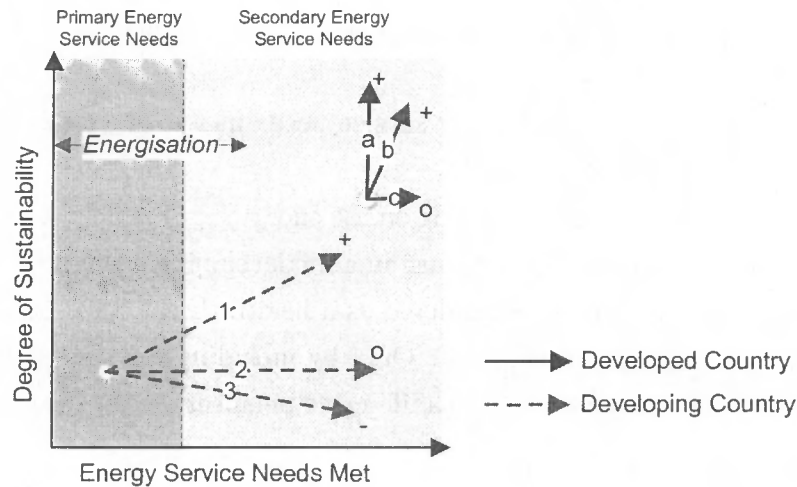 Primary Energy
Service Needs
Secondary Energy
Service Needs
Degree of Sustainability
Energisation
+
+
a
b
c
o
+
1
2
o
3
-
Developed Country
Developing Country
Energy Service Needs Met